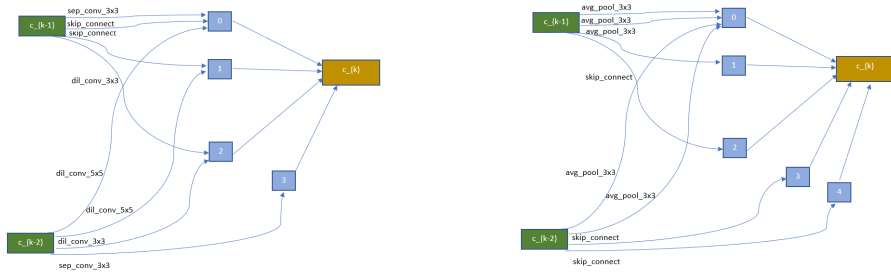 sep_conv_3x3
c_{k-1}
skip_connect
skip_connect
0
1
dil_conv_3x3
c_{k}
2
dil_conv_5x5
3
dil_conv_5x5
c_{k-2}
dil_conv_3x3
sep_conv_3x3
avg_pool_3x3
c_{k-1}
avg_pool_3x3
avg_pool_3x3
0
1
skip_connect
c_{k}
2
avg_pool_3x3
3
avg_pool_3x3
4
c_{k-2}
skip_connect
skip_connect